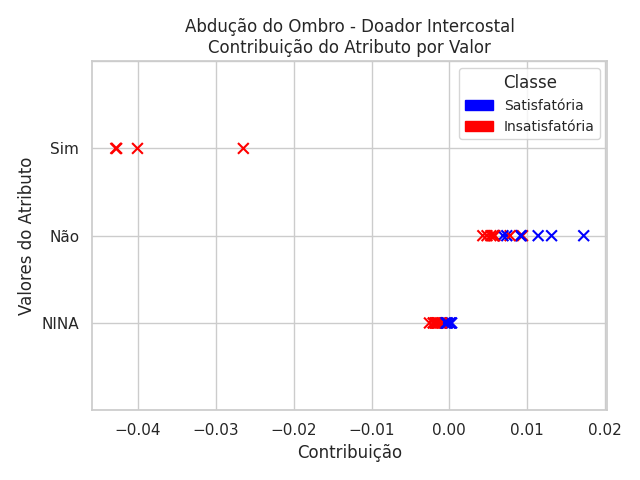 Abdução do Ombro - Doador Intercostal
Contribuição do Atributo por Valor
Classe
Satisfatória
Insatisfatória
Valores do Atributo
Sim
Não
NINA
−0.04 −0.03 −0.02 −0.01 0.00 0.01 0.02
Contribuição